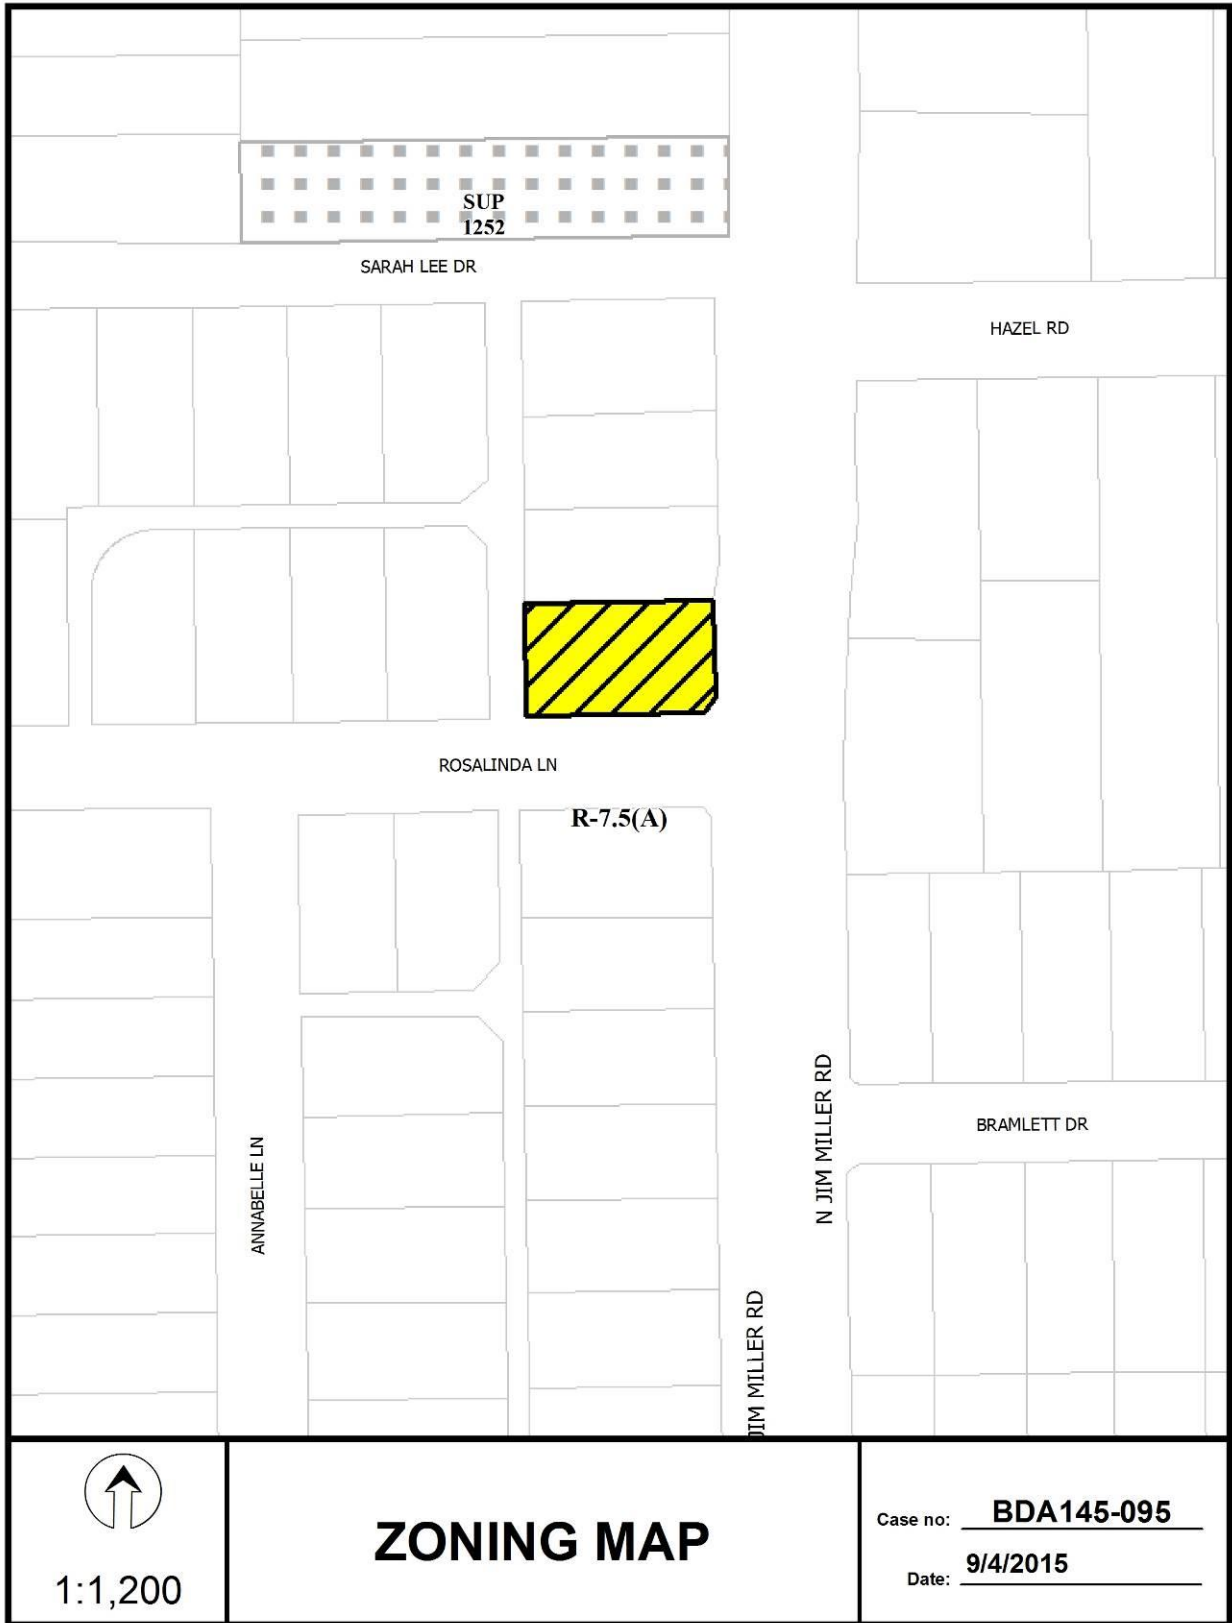 SUP
1252
SARAH LEE DR
HAZEL RD
ROSALINDA LN
R-7.5(A)
N JIM MILLER RD
BRAMLETT DR
ANNABELLE LN
JIM MILLER RD
1:1,200
ZONING MAP
Case no: BDA145-095
Date: 9/4/2015